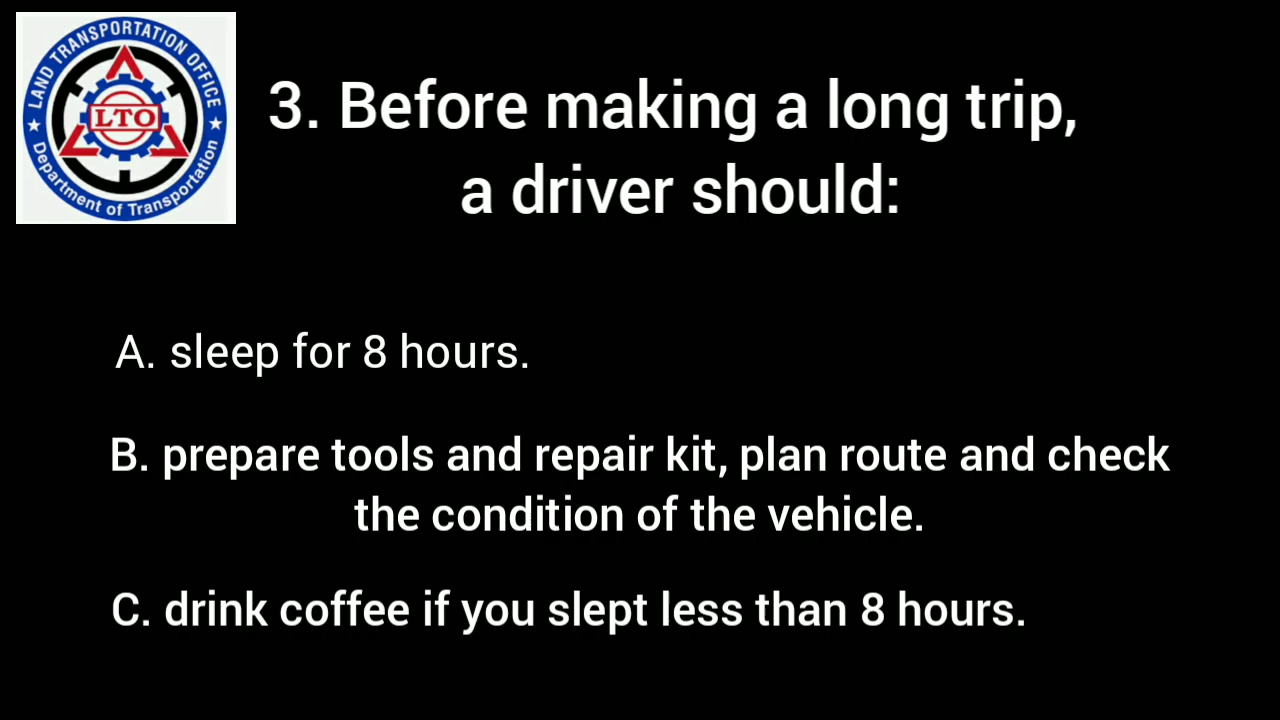 LAND TRANSPORTATION OFFICE
LTO
Department of Transportation
3. Before making a long trip,
a driver should:
A. sleep for 8 hours.
B. prepare tools and repair kit, plan route and check
the condition of the vehicle.
C. drink coffee if you slept less than 8 hours.